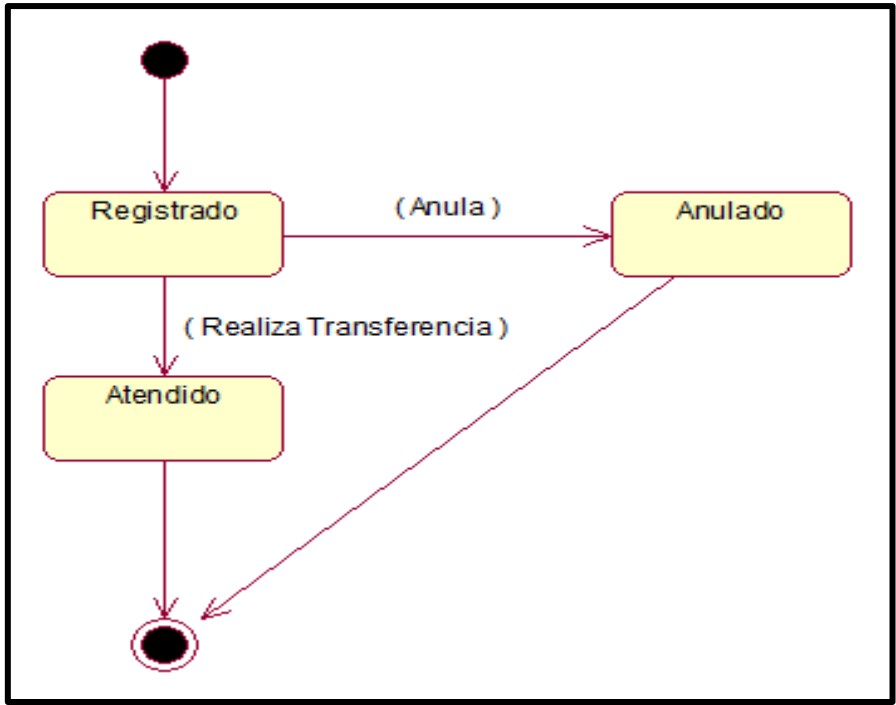 Registrado
( Anula )
Anulado
( Realiza Transferencia )
Atendido